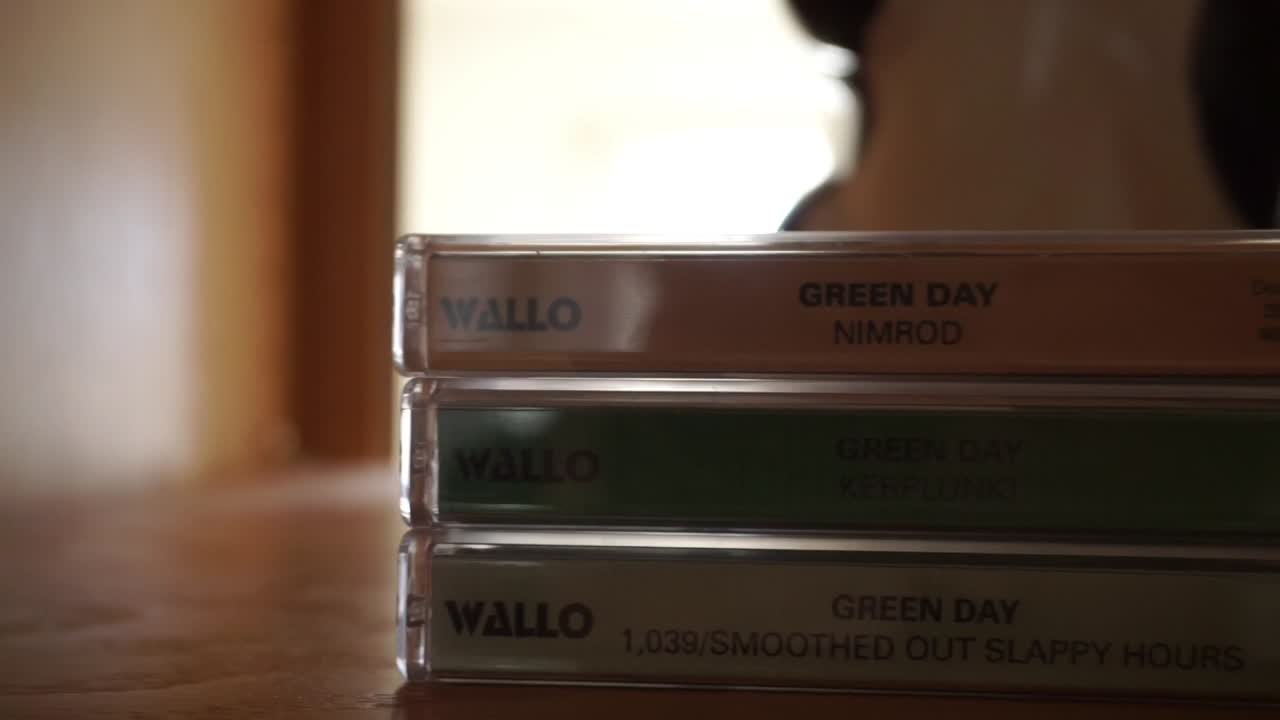 WALLO
GREEN DAY
NIMROD
WALLO
GREEN DAY
KERPLUNK!
WALLO
GREEN DAY
1,039/SMOOTHED OUT SLAPPY HOURS